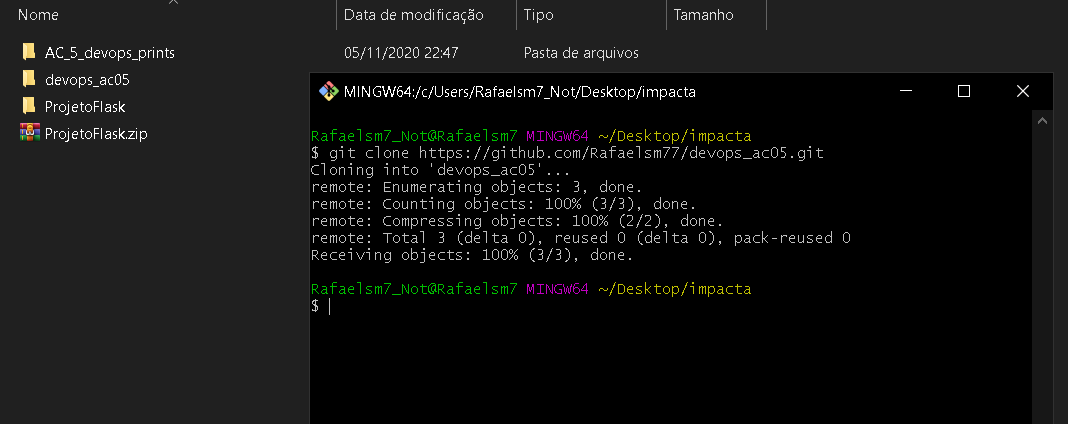 Nome Data de modificação Tipo Tamanho
AC_5_devops_prints 05/11/2020 22:47 Pasta de arquivos
devops_ac05
ProjetoFlask
ProjetoFlask.zip
MINGW64:/c/Users/Rafaelsm7_Not/Desktop/impacta
Rafaelsm7_Not@Rafaelsm7 MINGW64 ~/Desktop/impacta
$ git clone https://github.com/Rafaelsm77/devops_ac05.git
Cloning into 'devops_ac05'...
remote: Enumerating objects: 3, done.
remote: Counting objects: 100% (3/3), done.
remote: Compressing objects: 100% (2/2), done.
remote: Total 3 (delta 0), reused 0 (delta 0), pack-reused 0
Receiving objects: 100% (3/3), done.
Rafaelsm7_Not@Rafaelsm7 MINGW64 ~/Desktop/impacta
$